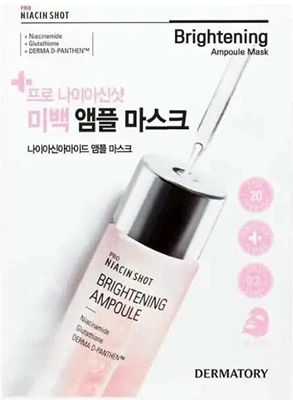 PRO
NIACIN SHOT
+ Niacinamide
+ Glutathione
+ DERMA D-PANTHEN™
Brightening
Ampoule Mask
프로 나이아신샷
미백 앰플 마스크
나이아신아마이드 앰플 마스크
20
PRO
NIACIN SHOT
BRIGHTENING
AMPOULE
Niacinamide
Glutathione
DERMA D-PANTHEN™
DERMATORY